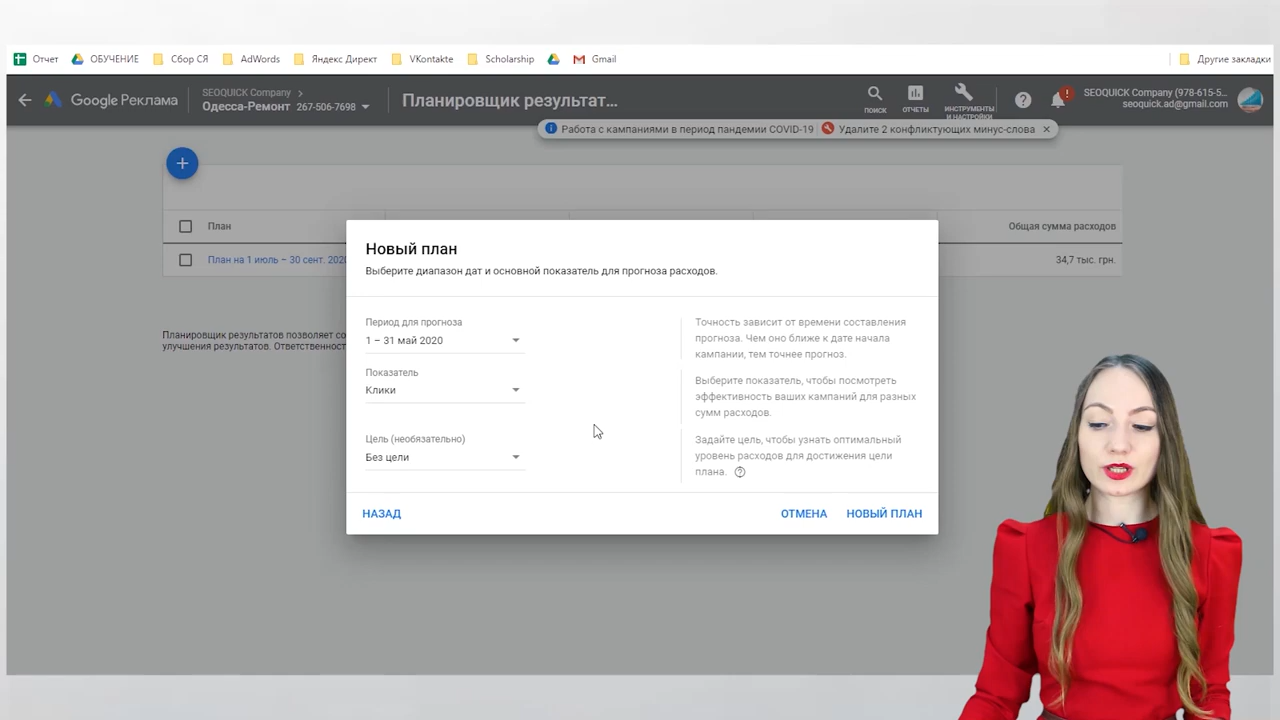 Отчет ОБУЧЕНИЕ Сбор СЯ AdWords Яндекс Директ VKontakte Scholarship Gmail Другие закладки
Google Реклама
SEOQUICK Company
Одесса-Ремонт 267-506-7698
Планировщик результат…
ПОИСК
ОТЧЕТЫ
ИНСТРУМЕНТЫ
И НАСТРОЙКИ
SEOQUICK Company (978-615-5...
seoquick.ad@gmail.com
Работа с кампаниями в период пандемии COVID-19 Удалите 2 конфликтующих минус-слова
План
Общая сумма расходов
План на 1 июль – 30 сент. 2020
34,7 тыс. грн.
Планировщик результатов позволяет
улучшения результатов.
Новый план
Выберите диапазон дат и основной показатель для прогноза расходов.
Период для прогноза
1 – 31 май 2020
Точность зависит от времени составления
прогноза. Чем оно ближе к дате начала
кампании, тем точнее прогноз.
Показатель
Клики
Выберите показатель, чтобы посмотреть
эффективность ваших кампаний для разных
сумм расходов.
Цель (необязательно)
Без цели
Задайте цель, чтобы узнать оптимальный
уровень расходов для достижения цели
плана.
НАЗАД
ОТМЕНА
НОВЫЙ ПЛАН